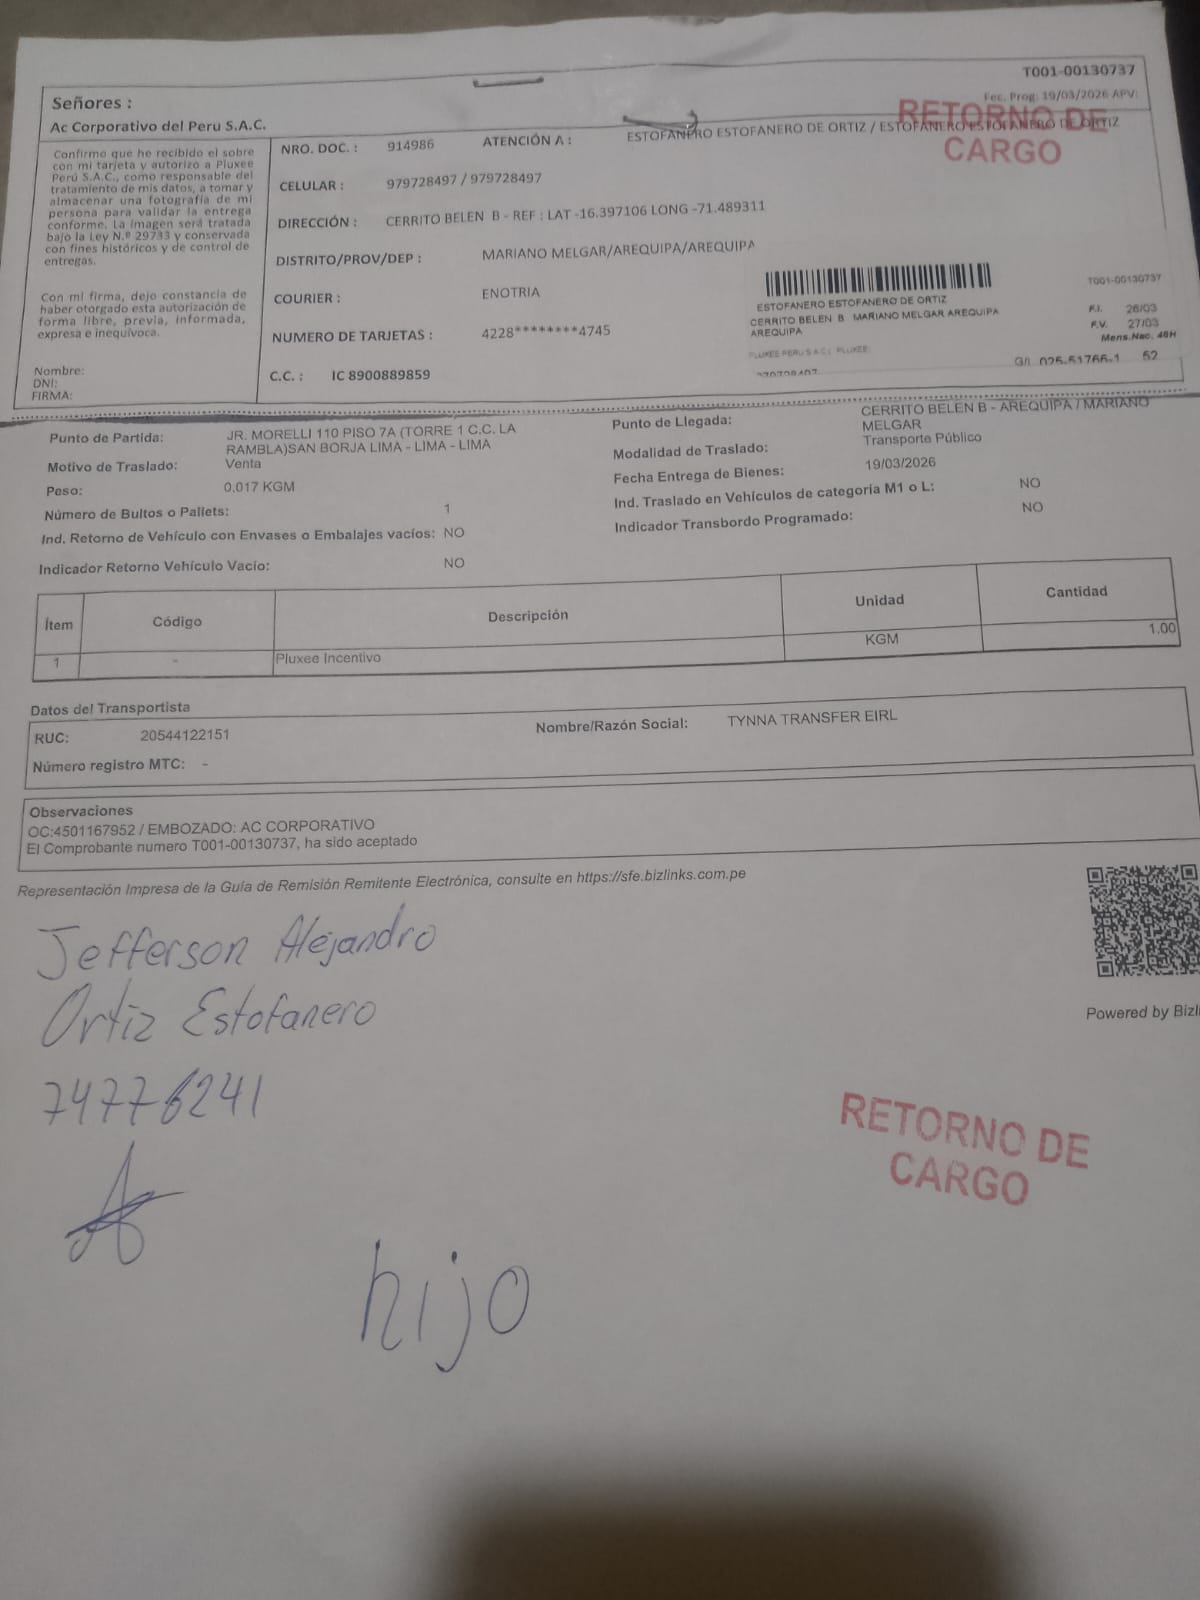 T001-00130737
Fec. Prog: 19/03/2026 APV:
Señores :
Ac Corporativo del Peru S.A.C.
RETORNO DE
CARGO
Confirmo que he recibido el sobre
con mi tarjeta y autorizo a Pluxee
Perú S.A.C., como responsable del
tratamiento de mis datos, a tomar y
almacenar una fotografía de mi
persona para validar la entrega
conforme. La imagen será tratada
bajo la Ley N.º 29733 y conservada
con fines históricos y de control de
entregas.
Con mi firma, dejo constancia de
haber otorgado esta autorización de
forma libre, previa, informada,
expresa e inequívoca.
Nombre:
DNI:
FIRMA:
NRO. DOC. : 914986 ATENCIÓN A : ESTOFANERO ESTOFANERO DE ORTIZ / ESTOFANERO ESTOFANERO DE ORTIZ
CELULAR : 979728497 / 979728497
DIRECCIÓN : CERRITO BELEN B - REF : LAT -16.397106 LONG -71.489311
DISTRITO/PROV/DEP : MARIANO MELGAR/AREQUIPA/AREQUIPA
COURIER : ENOTRIA
NUMERO DE TARJETAS : 4228********4745
C.C. : IC 8900889859
ESTOFANERO ESTOFANERO DE ORTIZ
CERRITO BELEN B MARIANO MELGAR AREQUIPA
AREQUIPA
PLUXEE PERU S.A.C. | PLUXEE
T001-00130737
F.I. 26/03
F.V. 27/03
Mens.Nac. 48H
G/I 025-51766-1 52
Punto de Partida: JR. MORELLI 110 PISO 7A (TORRE 1 C.C. LA
RAMBLA)SAN BORJA LIMA - LIMA - LIMA
Motivo de Traslado: Venta
Peso: 0,017 KGM
Número de Bultos o Pallets: 1
Ind. Retorno de Vehículo con Envases o Embalajes vacíos: NO
Indicador Retorno Vehículo Vacío: NO
Punto de Llegada: CERRITO BELEN B - AREQUIPA / MARIANO
MELGAR
Modalidad de Traslado: Transporte Público
Fecha Entrega de Bienes: 19/03/2026
Ind. Traslado en Vehículos de categoría M1 o L: NO
Indicador Transbordo Programado: NO
Ítem Código Descripción Unidad Cantidad
1 - Pluxee Incentivo KGM 1.00
Datos del Transportista
RUC: 20544122151 Nombre/Razón Social: TYNNA TRANSFER EIRL
Número registro MTC: -
Observaciones
OC:4501167952 / EMBOZADO: AC CORPORATIVO
El Comprobante numero T001-00130737, ha sido aceptado
Representación Impresa de la Guía de Remisión Remitente Electrónica, consulte en https://sfe.bizlinks.com.pe
Powered by Bizli
Jefferson Alejandro
Ortiz Estofanero
74776241
RETORNO DE
CARGO
hijo